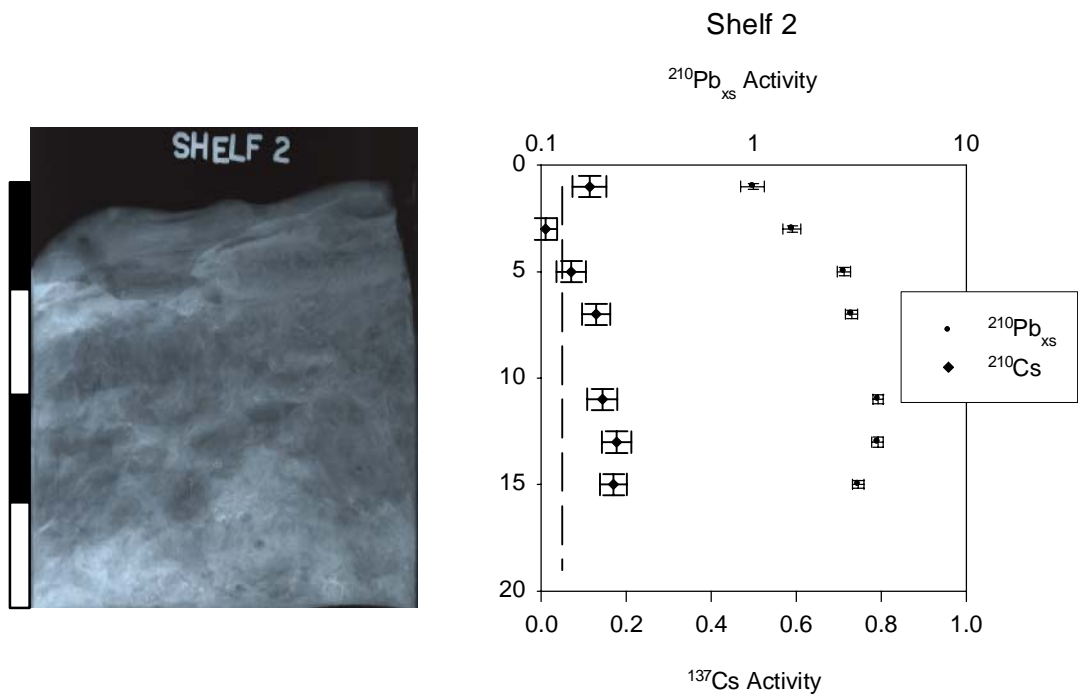 SHELF 2
Shelf 2
²¹⁰Pbxs Activity
0.1 1 10
0
5
10
15
20
0.0 0.2 0.4 0.6 0.8 1.0
¹³⁷Cs Activity
²¹⁰Pbxs
²¹⁰Cs